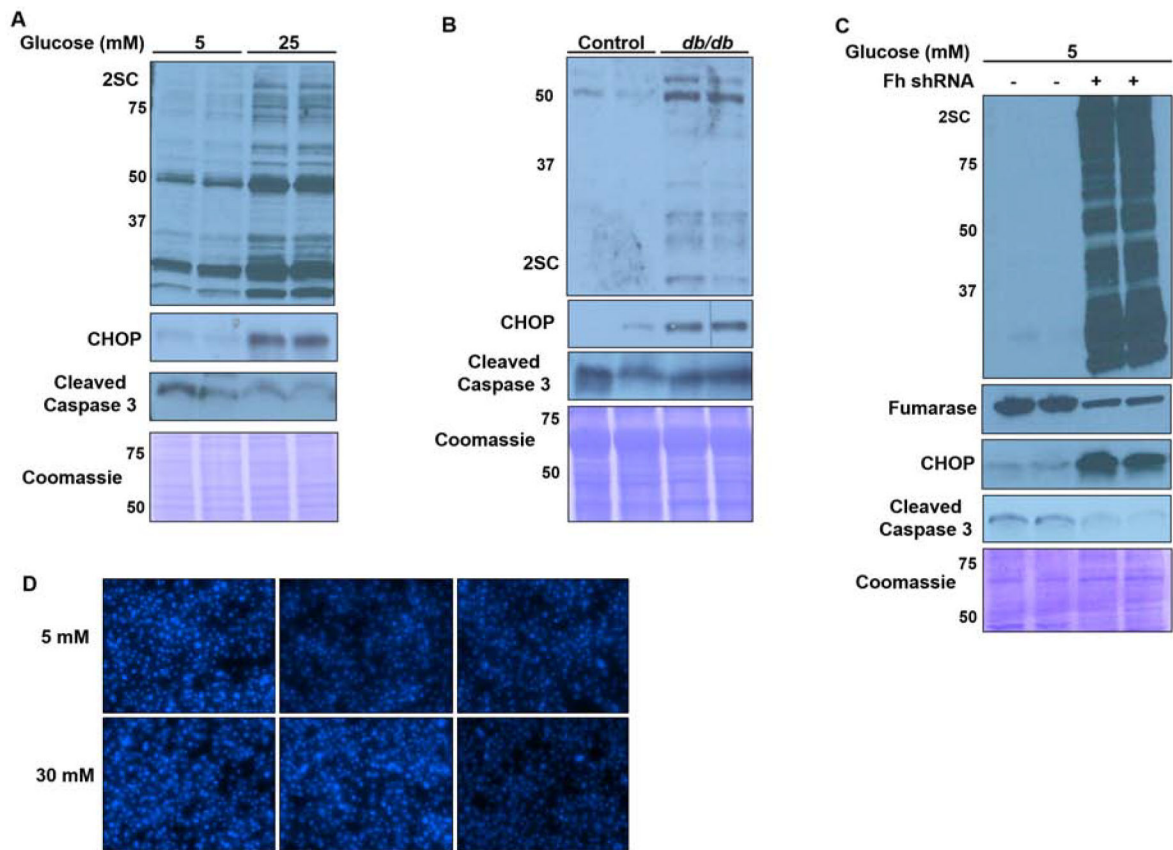 A
Glucose (mM) 5 25
2SC
75
50
37
CHOP
Cleaved
Caspase 3
75
Coomassie
50
B
Control db/db
50
37
2SC
CHOP
Cleaved
Caspase 3
75
Coomassie
50
C
Glucose (mM) 5
Fh shRNA - - + +
2SC
75
50
37
Fumarase
CHOP
Cleaved
Caspase 3
75
Coomassie
50
D
5 mM
30 mM